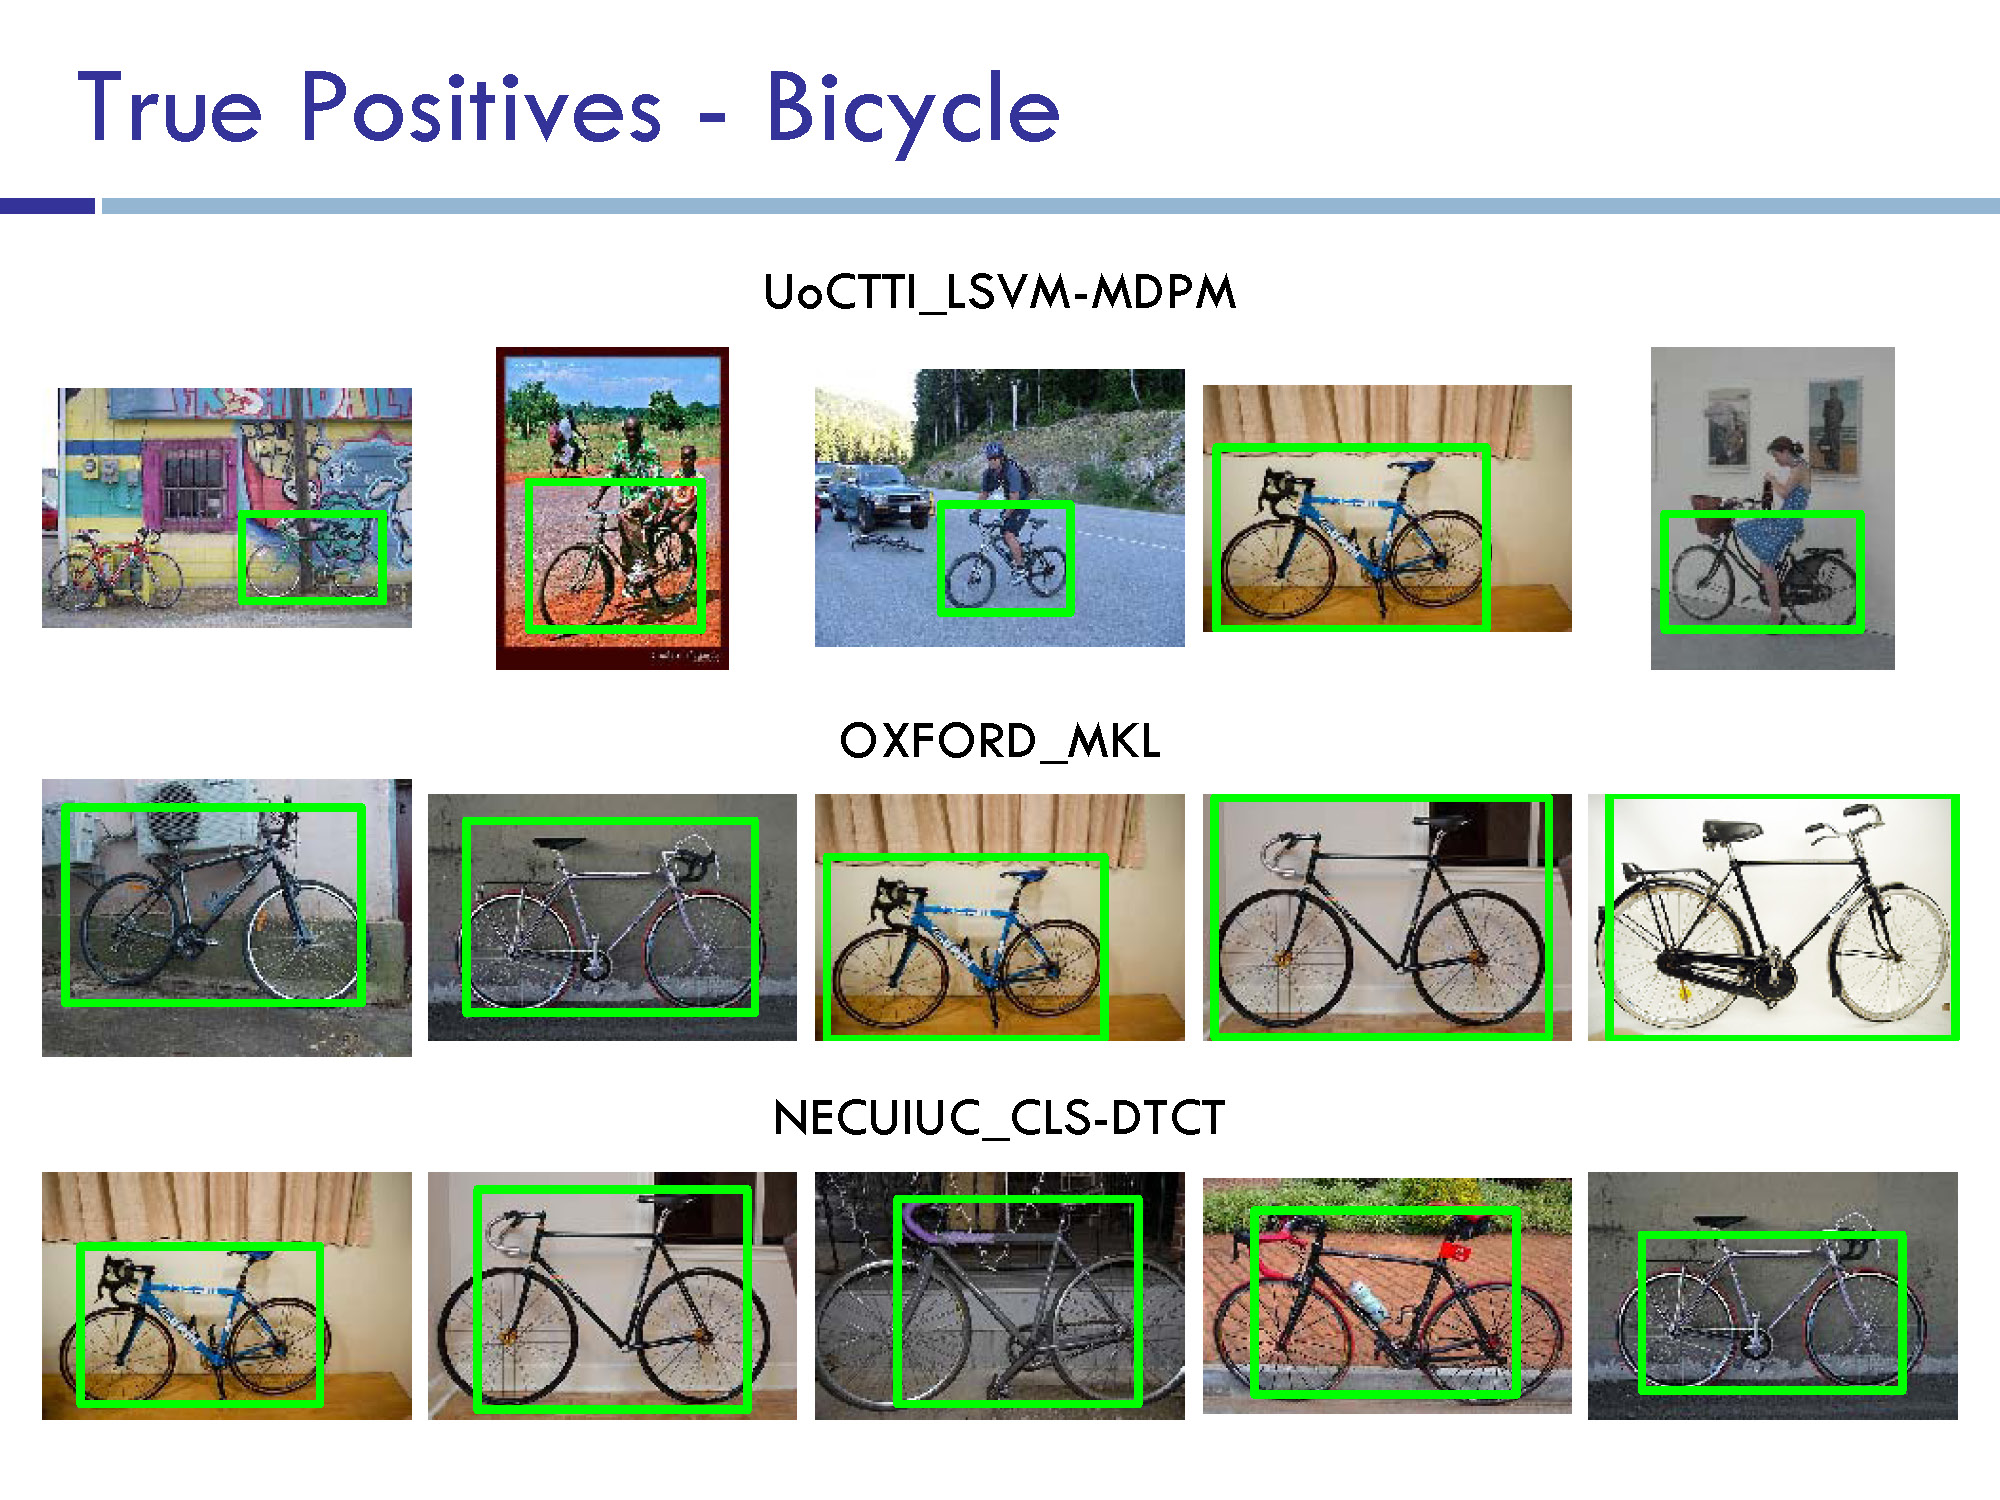 True Positives - Bicycle
UoCTTI_LSVM-MDPM
OXFORD_MKL
NECUIUC_CLS-DTCT